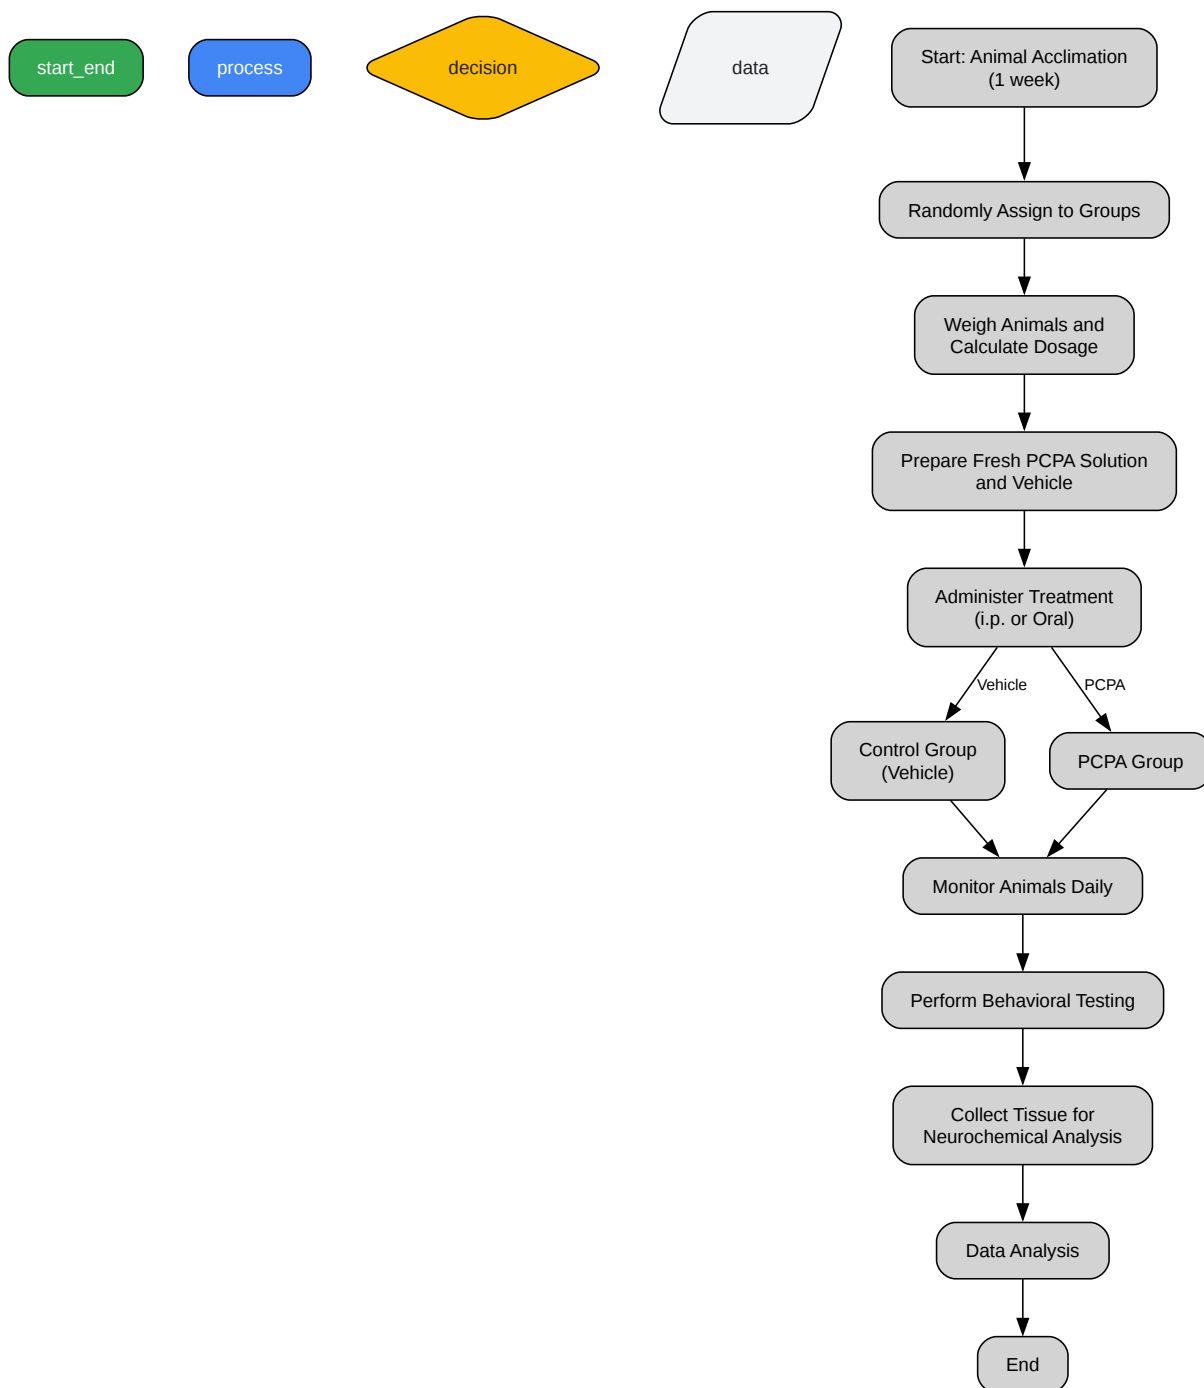 start_end
process
decision
data
Start: Animal Acclimation
(1 week)
Randomly Assign to Groups
Weigh Animals and
Calculate Dosage
Prepare Fresh PCPA Solution
and Vehicle
Administer Treatment
(i.p. or Oral)
Vehicle
PCPA
Control Group
(Vehicle)
PCPA Group
Monitor Animals Daily
Perform Behavioral Testing
Collect Tissue for
Neurochemical Analysis
Data Analysis
End